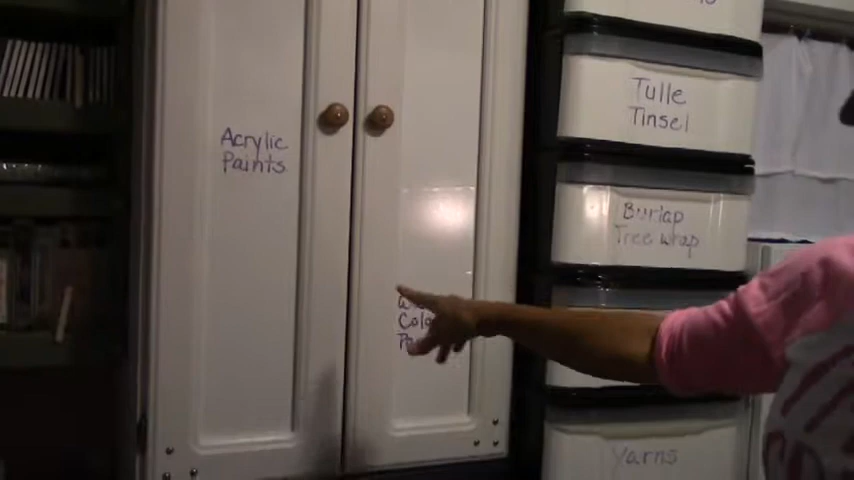 Acrylic
Paints
Tulle
Tinsel
Burlap
Tree wrap
Yarns